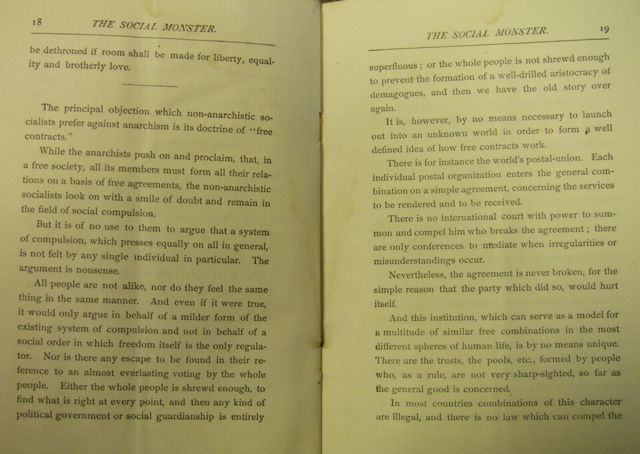 18 THE SOCIAL MONSTER.
be dethroned if room shall be made for liberty, equal-
ity and brotherly love.
The principal objection which non-anarchistic so-
cialists prefer against anarchism is its doctrine of "free
contracts."
While the anarchists push on and proclaim, that, in
a free society, all its members must form all their rela-
tions on a basis of free agreements, the non-anarchistic
socialists look on with a smile of doubt and remain in
the field of social compulsion.
But it is of no use to them to argue that a system
of compulsion, which presses equally on all in general,
is not felt by any single individual in particular. The
argument is nonsense.
All people are not alike, nor do they feel the same
thing in the same manner. And even if it were true,
it would only argue in behalf of a milder form of the
existing system of compulsion and not in behalf of a
social order in which freedom itself is the only regula-
tor. Nor is there any escape to be found in their re-
ference to an almost everlasting voting by the whole
people. Either the whole people is shrewd enough, to
find what is right at every point, and then any kind of
political government or social guardianship is entirely
THE SOCIAL MONSTER. 19
superfluous; or the whole people is not shrewd enough
to prevent the formation of a well-drilled aristocracy of
demagogues, and then we have the old story over
again.
It is, however, by no means necessary to launch
out into an unknown world in order to form a well
defined idea of how free contracts work.
There is for instance the world's postal-union. Each
individual postal organization enters the general com-
bination on a simple agreement, concerning the services
to be rendered and to be received.
There is no international court with power to sum-
mon and compel him who breaks the agreement; there
are only conferences to mediate when irregularities or
misunderstandings occur.
Nevertheless, the agreement is never broken, for the
simple reason that the party which did so, would hurt
itself.
And this institution, which can serve as a model for
a multitude of similar free combinations in the most
different spheres of human life, is by no means unique.
There are the trusts, the pools, etc., formed by people
who, as a rule, are not very sharp-sighted, so far as
the general good is concerned.
In most countries combinations of this character
are illegal, and there is no law which can compel the